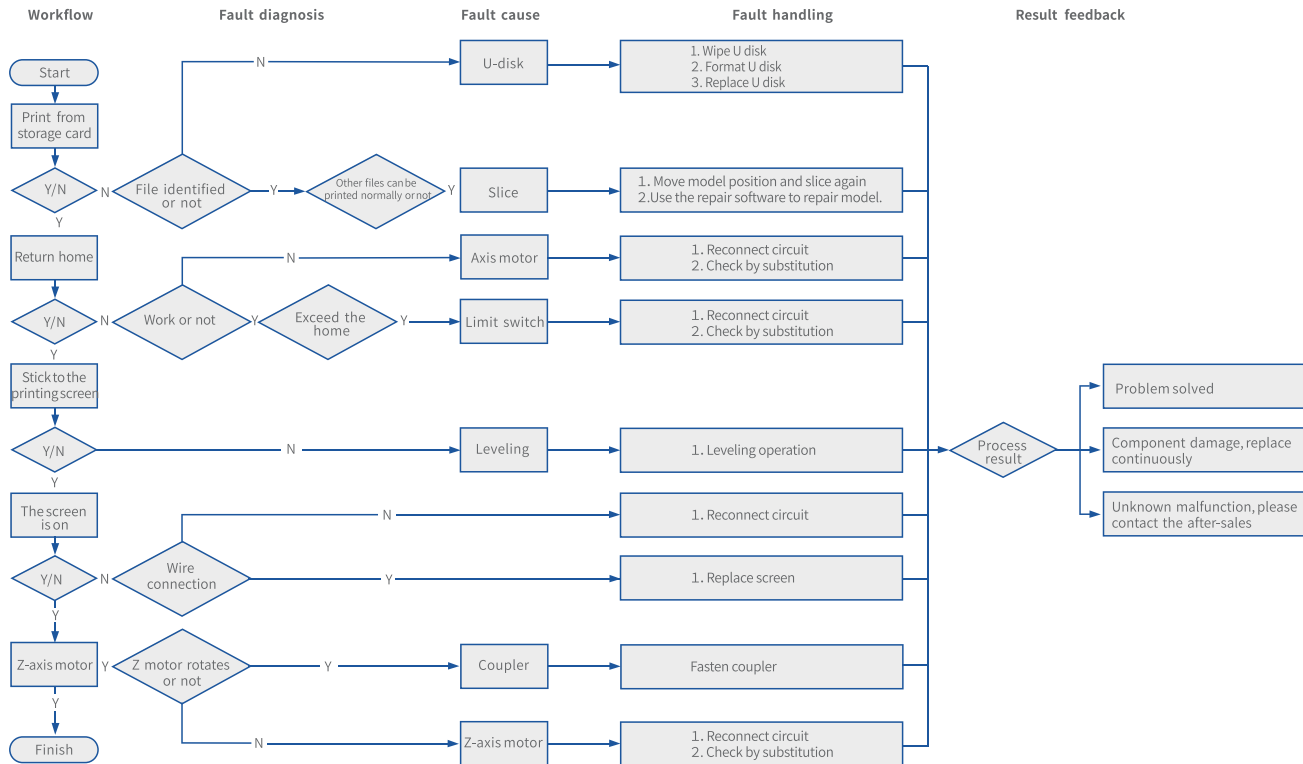 Workflow
Fault diagnosis
Fault cause
Fault handling
Result feedback
Start
Print from
storage card
Y/N
N
File identified
or not
N
Y
Other files can be
printed normally or not
Y
U-disk
1. Wipe U disk
2. Format U disk
3. Replace U disk
Slice
1. Move model position and slice again
2.Use the repair software to repair model.
Y
Return home
Y/N
N
Work or not
N
Y
Exceed the
home
Y
Axis motor
1. Reconnect circuit
2. Check by substitution
Limit switch
1. Reconnect circuit
2. Check by substitution
Y
Stick to the
printing screen
Y/N
N
Leveling
1. Leveling operation
Y
The screen
is on
Y/N
N
Wire
connection
N
1. Reconnect circuit
Y
1. Replace screen
Y
Z-axis motor
Y
Z motor rotates
or not
Y
Coupler
Fasten coupler
N
Z-axis motor
1. Reconnect circuit
2. Check by substitution
Y
Finish
Process
result
Problem solved
Component damage, replace
continuously
Unknown malfunction, please
contact the after-sales